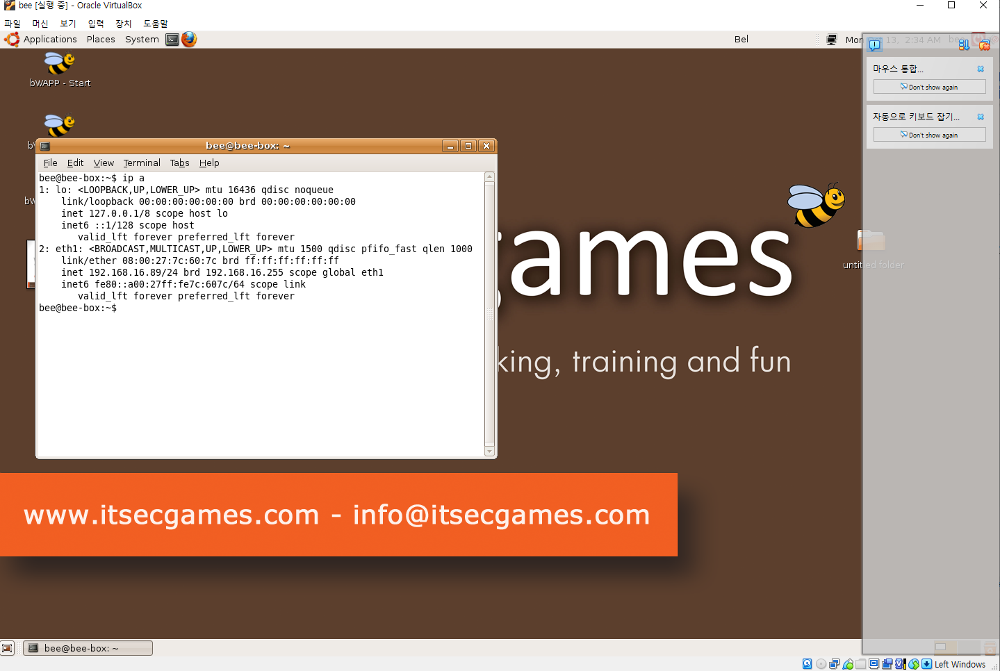 bee [실행 중] - Oracle VirtualBox
파일 머신 보기 입력 장치 도움말
Applications Places System Bel Mon 13, 2:34 AM bee
bWAPP - Start
마우스 통합...
Don't show again
자동으로 키보드 잡기...
Don't show again
bee@bee-box: ~
File Edit View Terminal Tabs Help
bee@bee-box:~$ ip a
1: lo: <LOOPBACK,UP,LOWER_UP> mtu 16436 qdisc noqueue
link/loopback 00:00:00:00:00:00 brd 00:00:00:00:00:00
inet 127.0.0.1/8 scope host lo
inet6 ::1/128 scope host
valid_lft forever preferred_lft forever
2: eth1: <BROADCAST,MULTICAST,UP,LOWER_UP> mtu 1500 qdisc pfifo_fast qlen 1000
link/ether 08:00:27:7c:60:7c brd ff:ff:ff:ff:ff:ff
inet 192.168.16.89/24 brd 192.168.16.255 scope global eth1
inet6 fe80::a00:27ff:fe7c:607c/64 scope link
valid_lft forever preferred_lft forever
bee@bee-box:~$
games
untitled folder
king, training and fun
www.itsecgames.com - info@itsecgames.com
bee@bee-box: ~
Left Windows